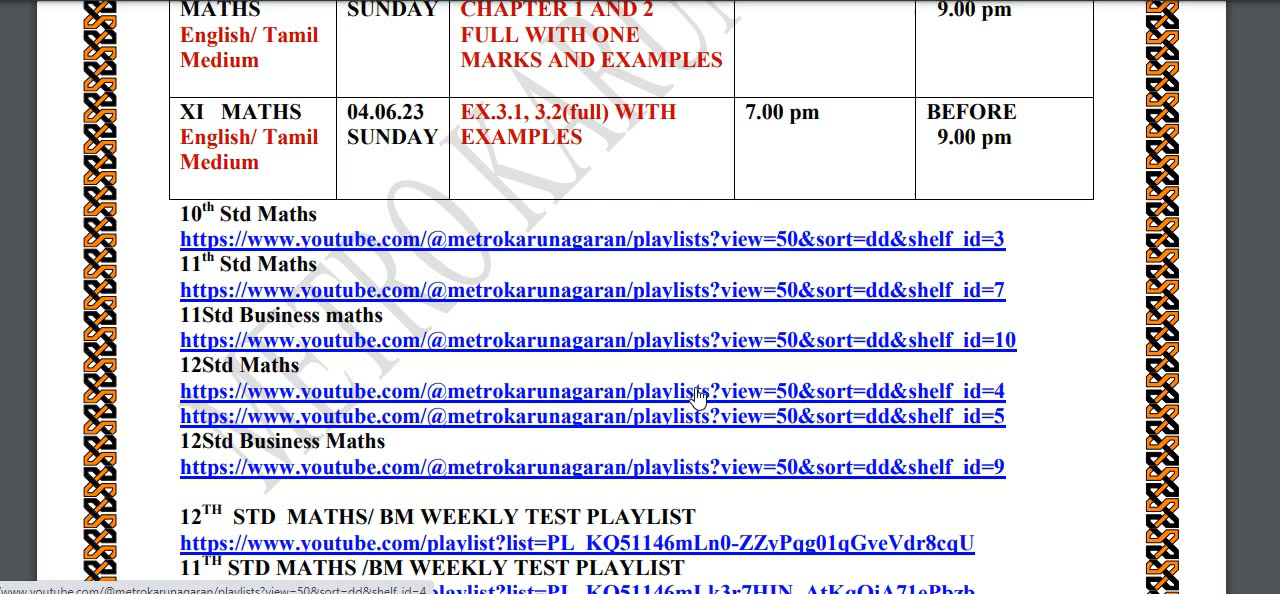 MATHS SUNDAY CHAPTER 1 AND 2 9.00 pm
English/ Tamil FULL WITH ONE
Medium MARKS AND EXAMPLES
XI MATHS 04.06.23 EX.3.1, 3.2(full) WITH 7.00 pm BEFORE
English/ Tamil SUNDAY EXAMPLES 9.00 pm
Medium
10th Std Maths
https://www.youtube.com/@metrokarunagaran/playlists?view=50&sort=dd&shelf_id=3
11th Std Maths
https://www.youtube.com/@metrokarunagaran/playlists?view=50&sort=dd&shelf_id=7
11Std Business maths
https://www.youtube.com/@metrokarunagaran/playlists?view=50&sort=dd&shelf_id=10
12Std Maths
https://www.youtube.com/@metrokarunagaran/playlists?view=50&sort=dd&shelf_id=4
https://www.youtube.com/@metrokarunagaran/playlists?view=50&sort=dd&shelf_id=5
12Std Business Maths
https://www.youtube.com/@metrokarunagaran/playlists?view=50&sort=dd&shelf_id=9
12TH STD MATHS/ BM WEEKLY TEST PLAYLIST
https://www.youtube.com/playlist?list=PL_KQ51146mLn0-ZZyPqg01qGveVdr8cqU
11TH STD MATHS /BM WEEKLY TEST PLAYLIST
METRO KARU